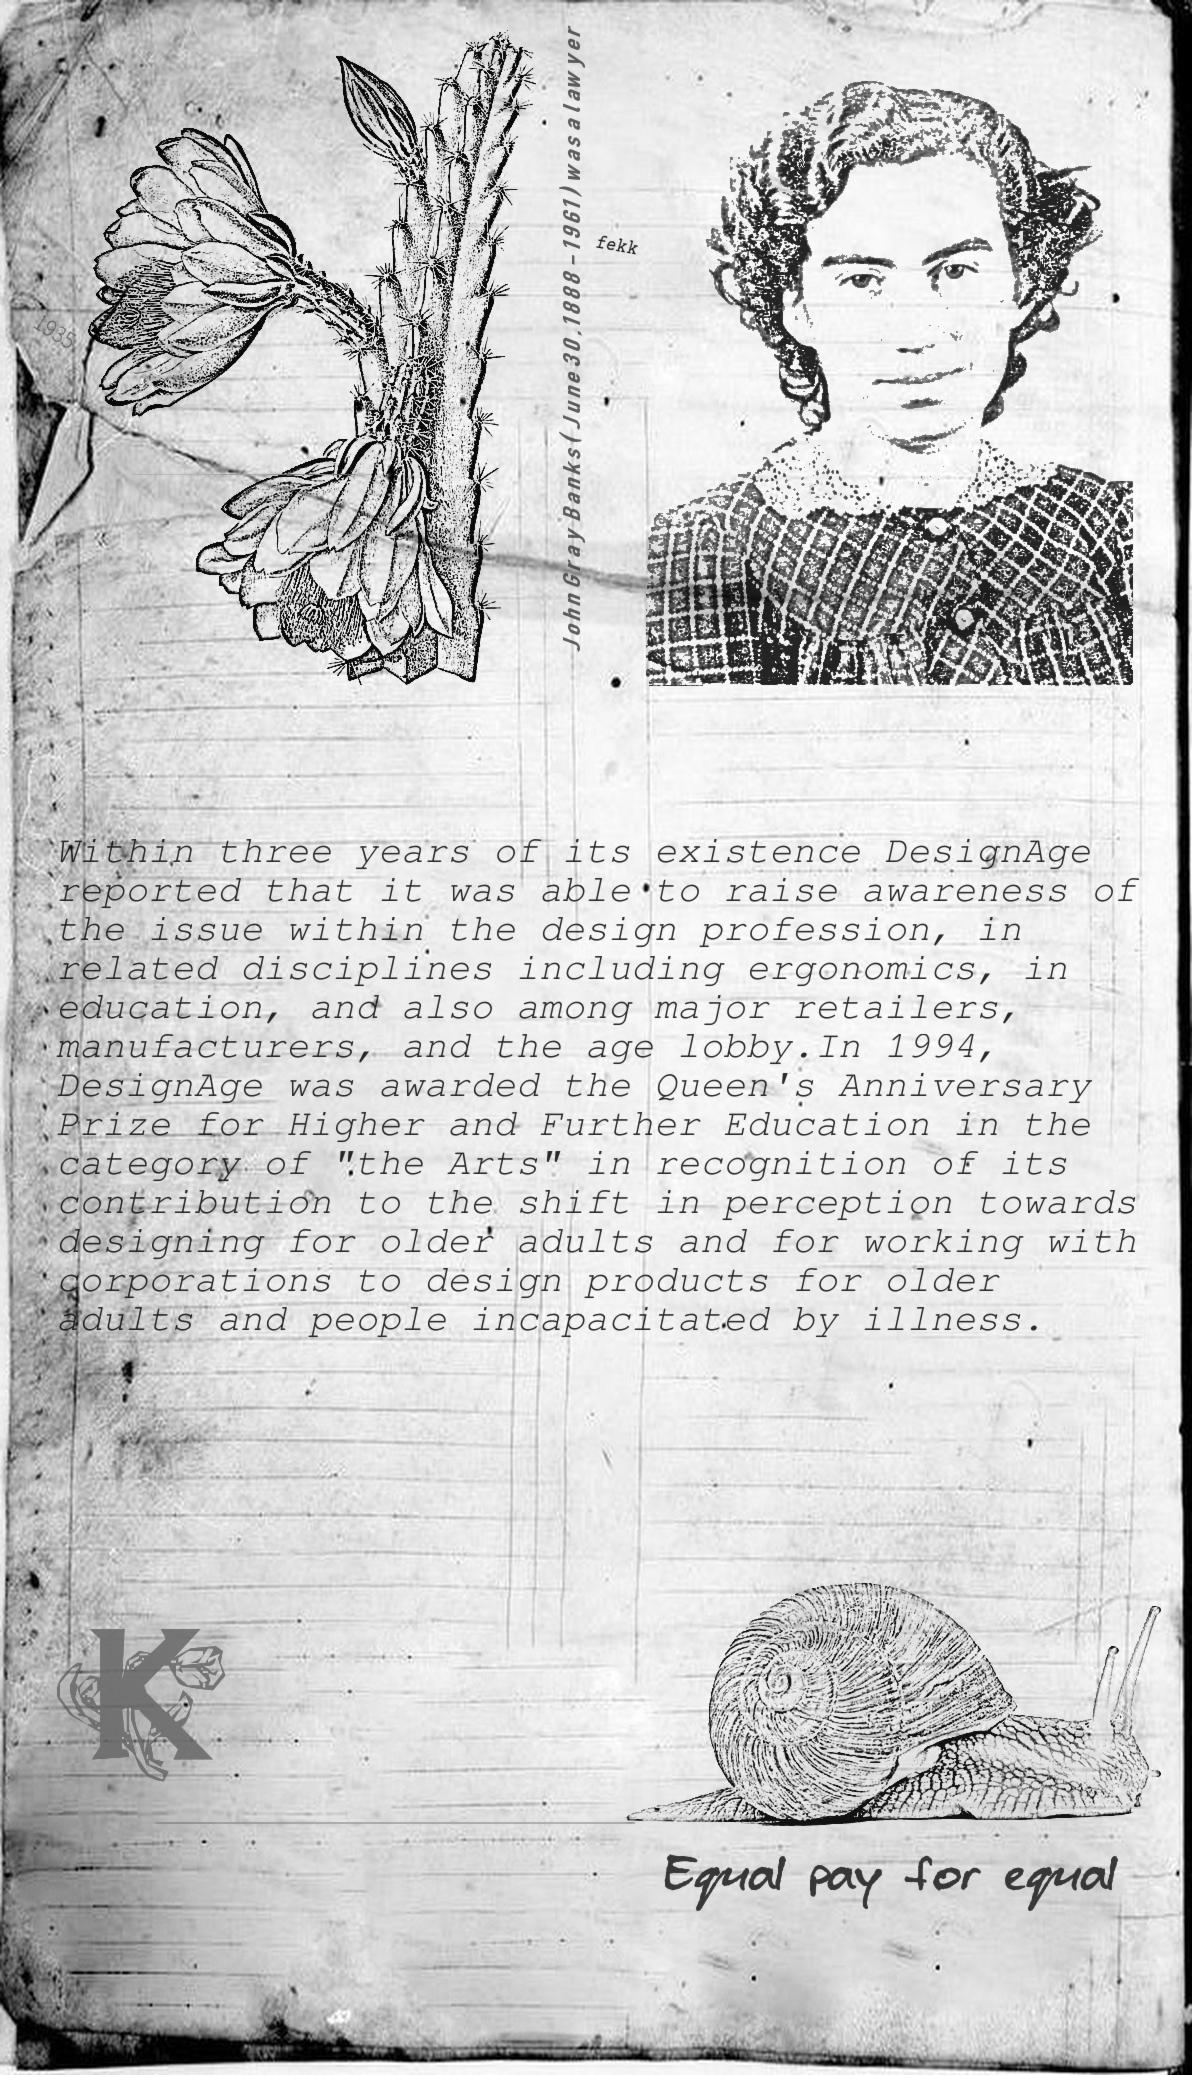 John Gray Banks ( June 30, 1888 – 1961 ) was a lawyer
fekk
1935
Within three years of its existence DesignAge
reported that it was able to raise awareness of
the issue within the design profession, in
related disciplines including ergonomics, in
education, and also among major retailers,
manufacturers, and the age lobby.In 1994,
DesignAge was awarded the Queen's Anniversary
Prize for Higher and Further Education in the
category of "the Arts" in recognition of its
contribution to the shift in perception towards
designing for older adults and for working with
corporations to design products for older
adults and people incapacitated by illness.
K
Equal pay for equal